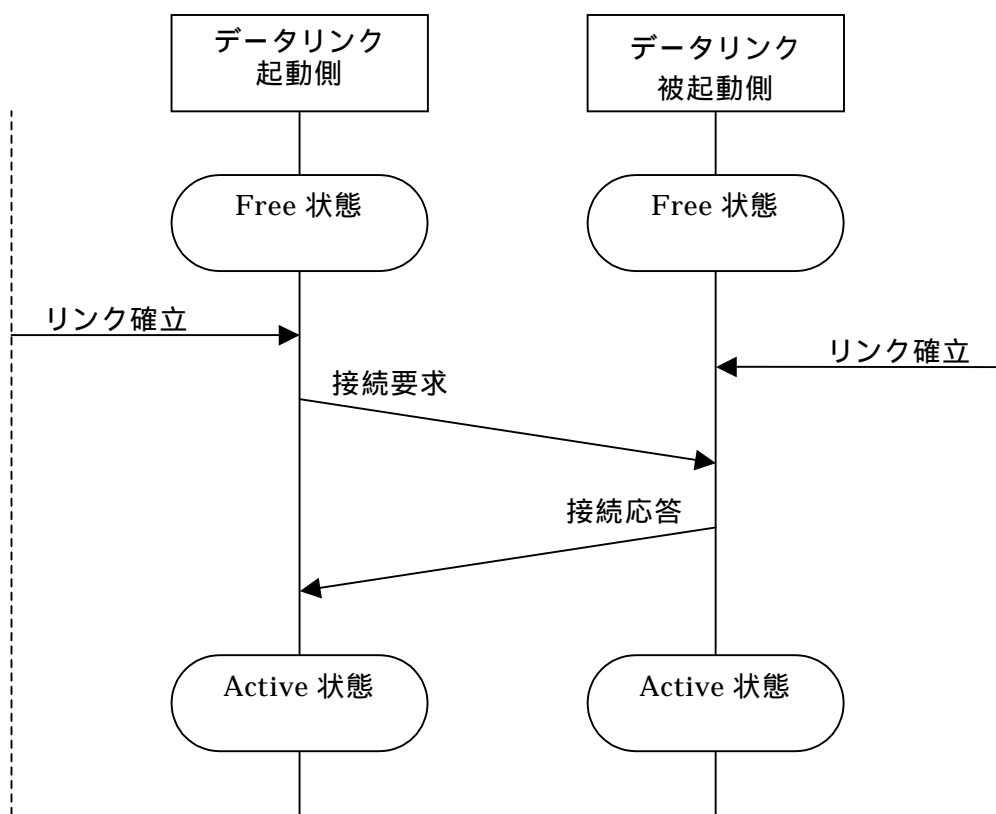 データリンク
起動側
データリンク
被起動側
Free 状態
Free 状態
リンク確立
リンク確立
接続要求
接続応答
Active 状態
Active 状態